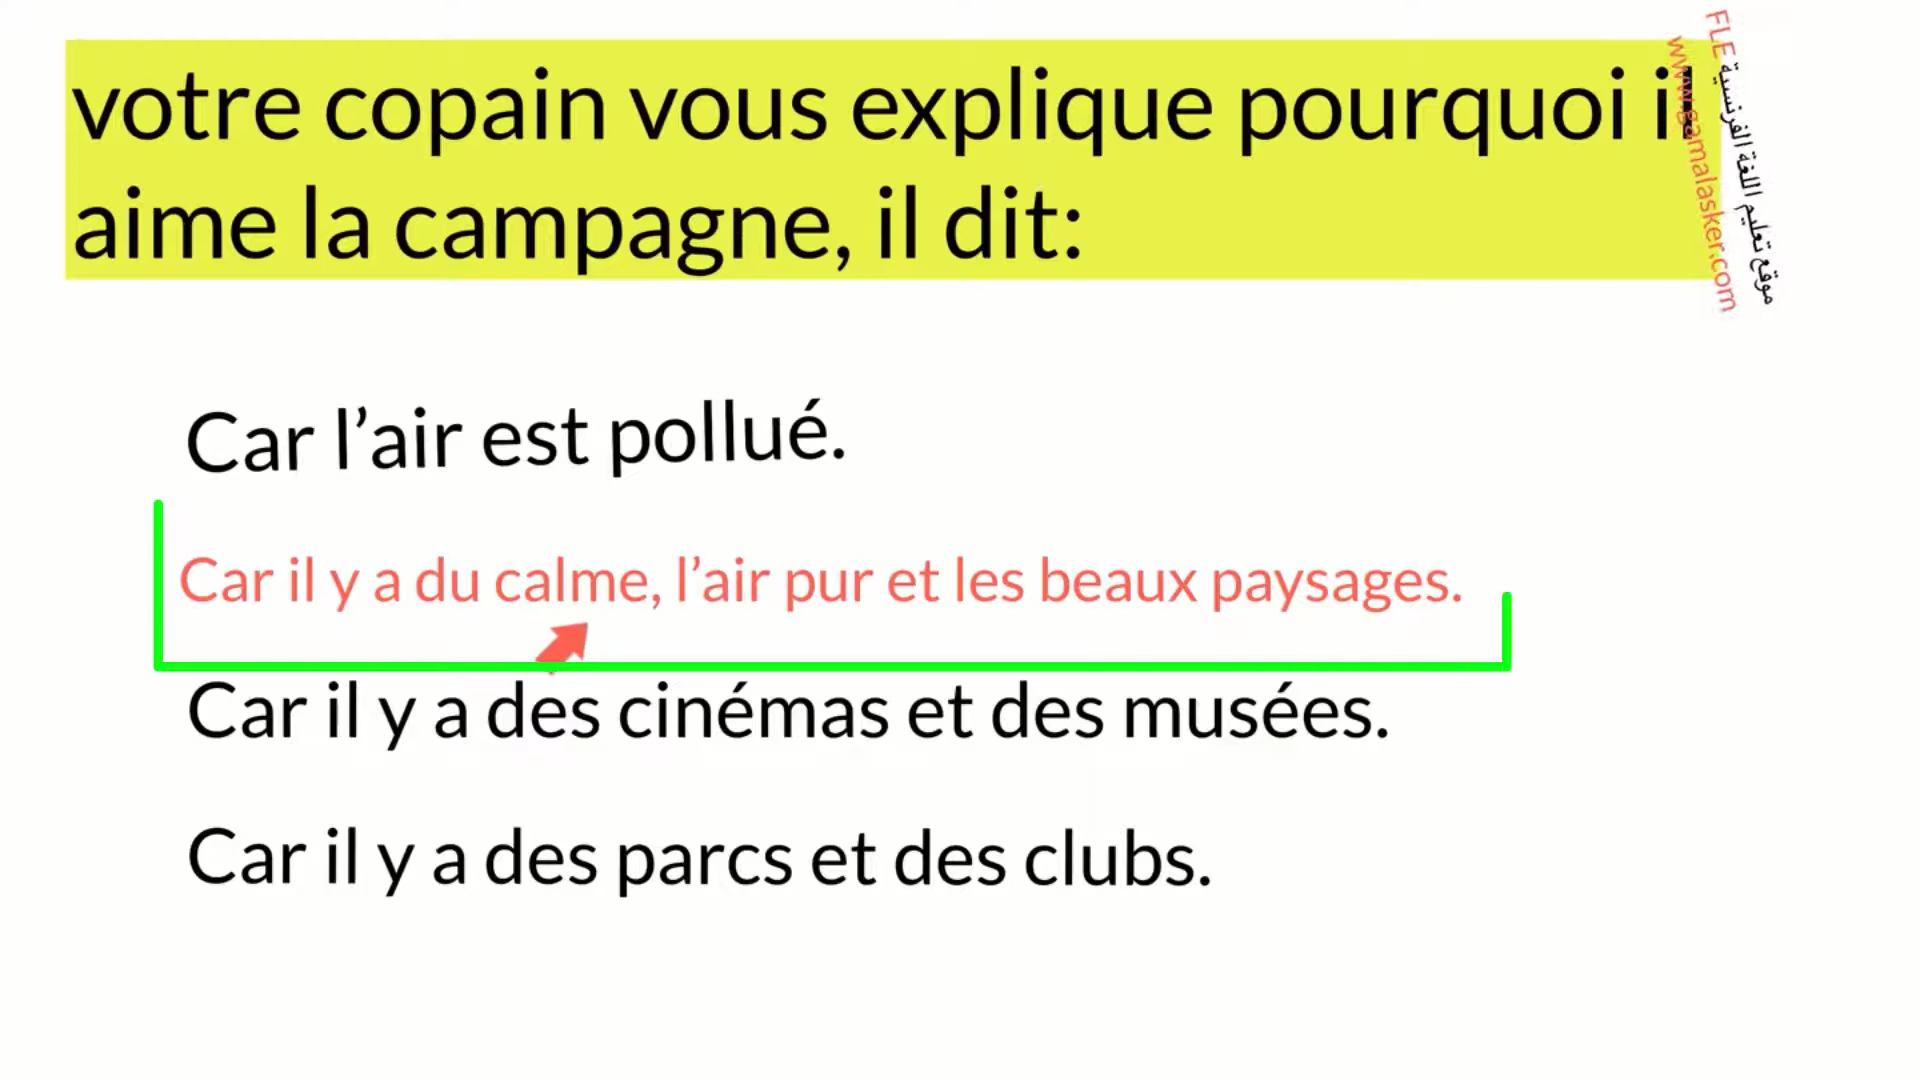 votre copain vous explique pourquoi il
aime la campagne, il dit:
موقع تعليم اللغة الفرنسية FLE
www.gamalasker.com
Car l’air est pollué.
Car il y a du calme, l’air pur et les beaux paysages.
Car il y a des cinémas et des musées.
Car il y a des parcs et des clubs.